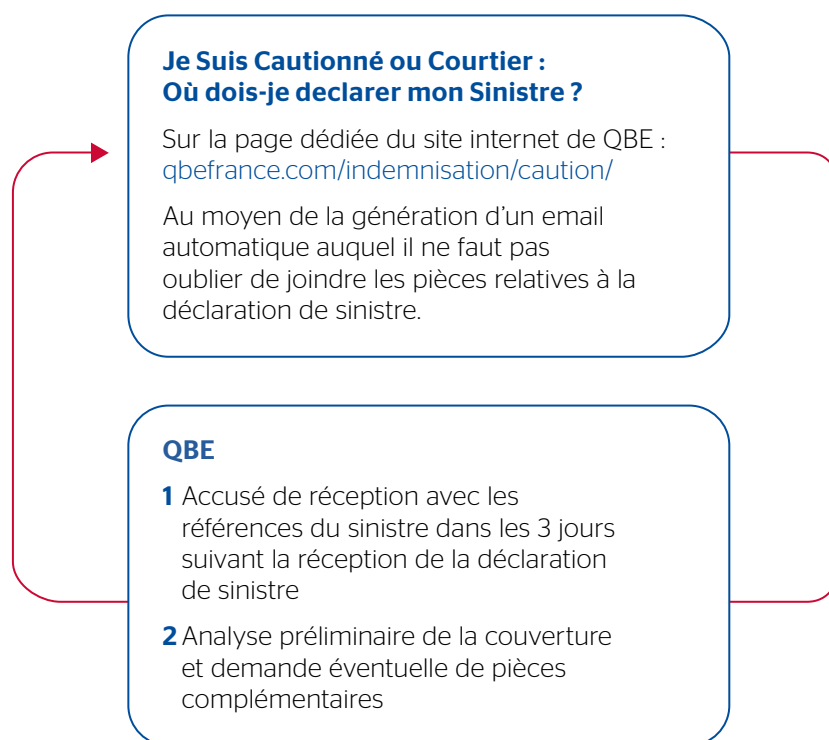 Je Suis Cautionné ou Courtier :
Où dois-je declarer mon Sinistre ?
Sur la page dédiée du site internet de QBE :
qbefrance.com/indemnisation/caution/
Au moyen de la génération d’un email
automatique auquel il ne faut pas
oublier de joindre les pièces relatives à la
déclaration de sinistre.
QBE
1 Accusé de réception avec les
références du sinistre dans les 3 jours
suivant la réception de la déclaration
de sinistre
2 Analyse préliminaire de la couverture
et demande éventuelle de pièces
complémentaires